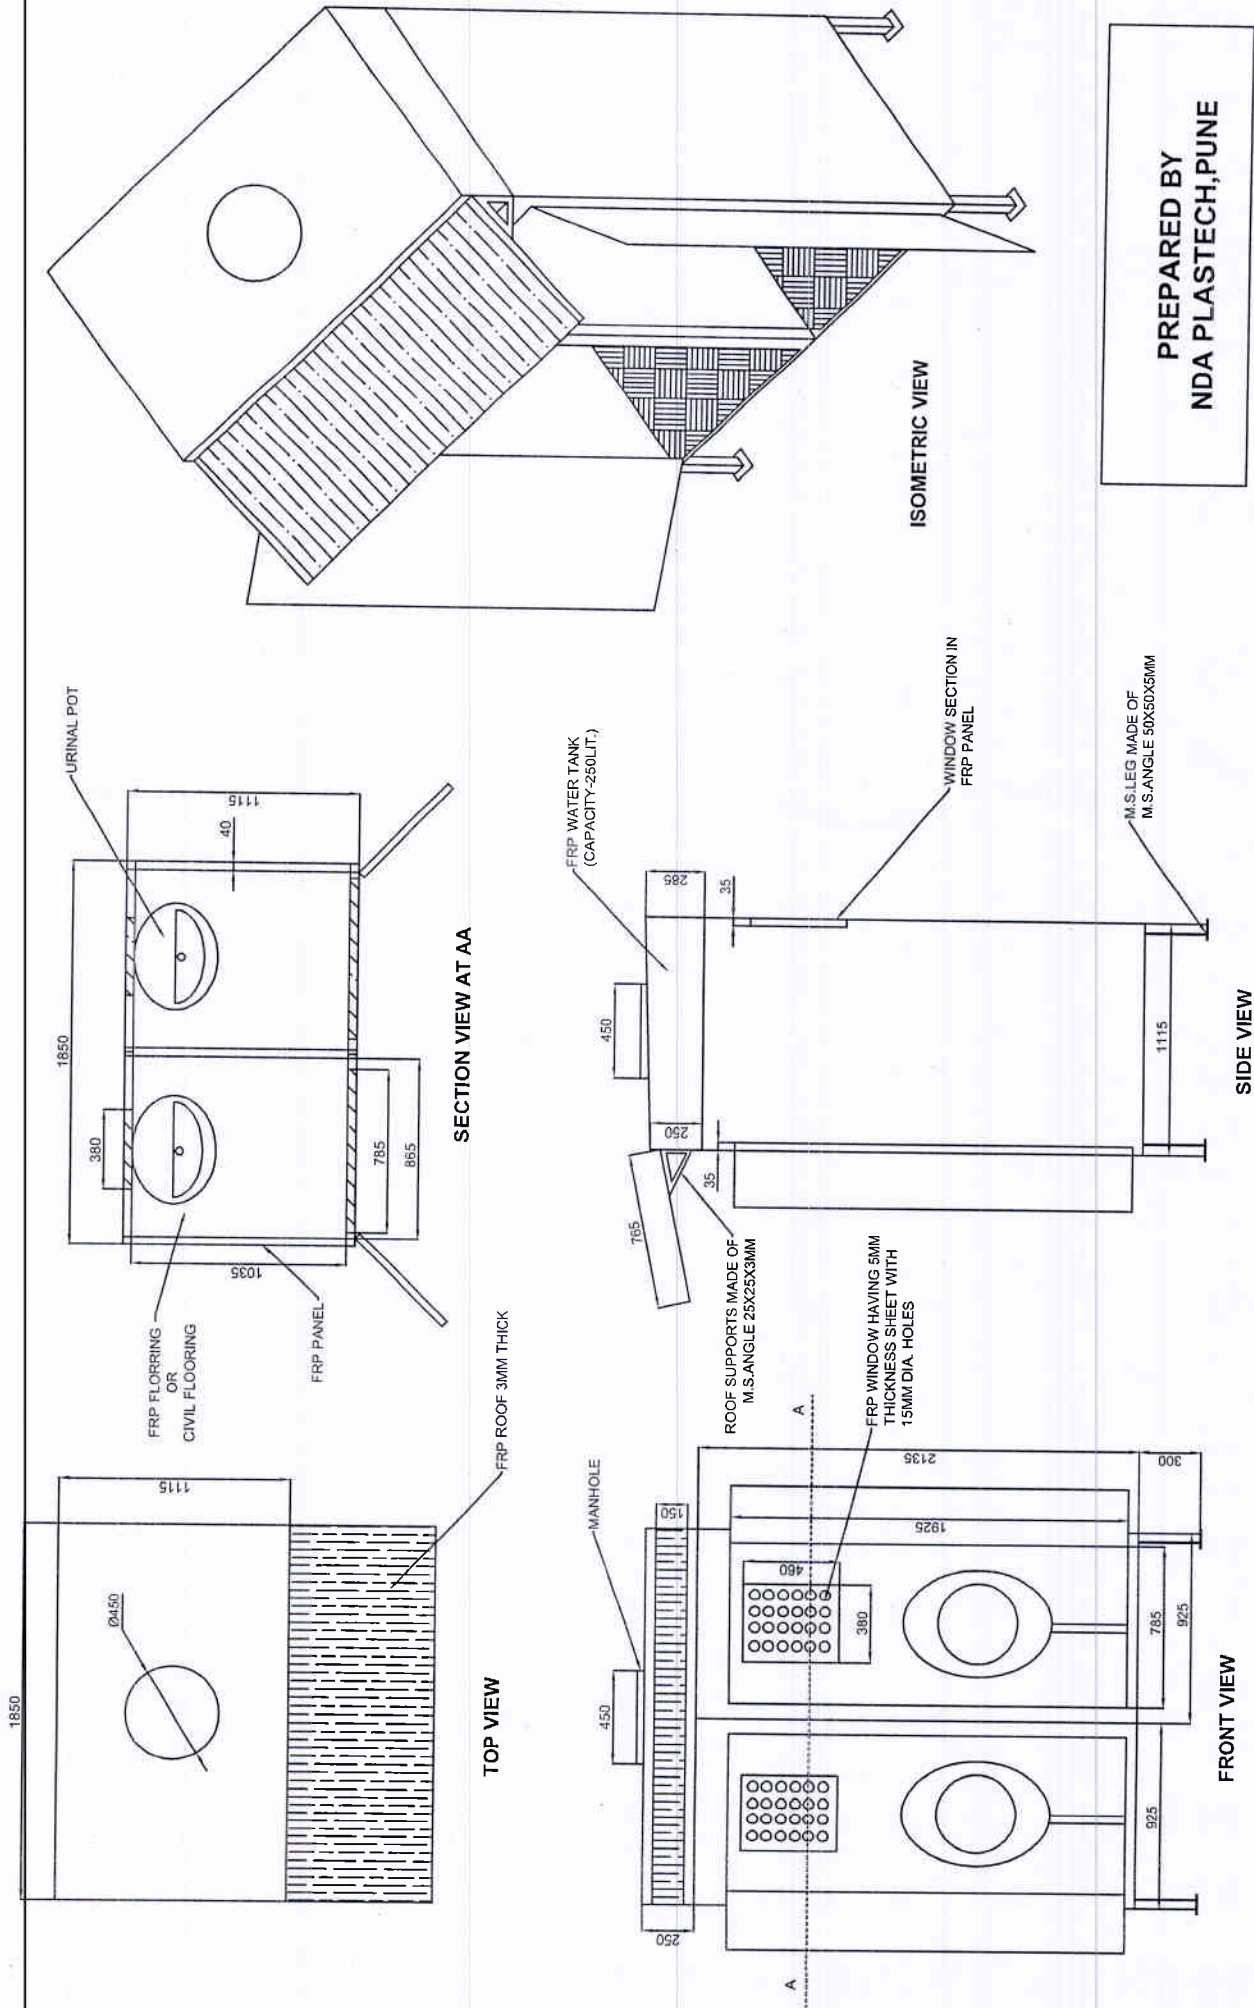 1850
Ø450
1115
FRP ROOF 3MM THICK
TOP VIEW
FRP FLORRING
OR
CIVIL FLOORING
FRP PANEL
1850
380
1035
785
865
40
1115
URINAL POT
SECTION VIEW AT AA
ISOMETRIC VIEW
450
MANHOLE
250
150
A
A
460
380
FRP WINDOW HAVING 5MM
THICKNESS SHEET WITH
15MM DIA. HOLES
1925
2135
300
785
925
925
FRONT VIEW
765
ROOF SUPPORTS MADE OF
M.S.ANGLE 25X25X3MM
35
250
450
285
35
FRP WATER TANK
(CAPACITY-250LIT.)
WINDOW SECTION IN
FRP PANEL
M.S.LEG MADE OF
M.S.ANGLE 50X50X5MM
1115
SIDE VIEW
PREPARED BY
NDA PLASTECH,PUNE